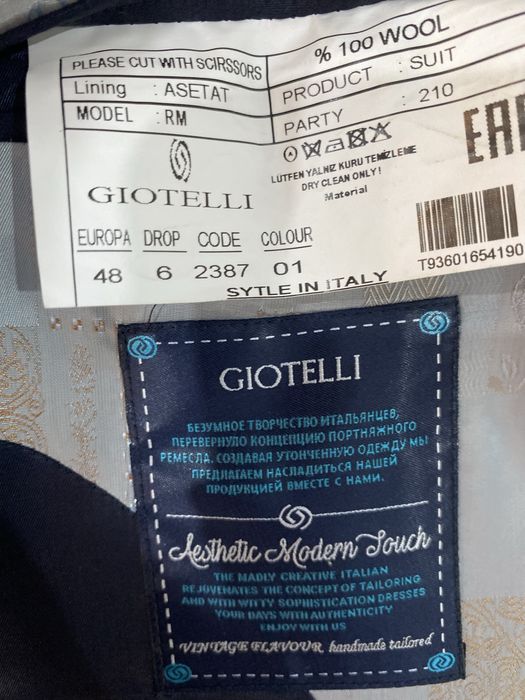 PLEASE CUT WITH SCIRSSORS
% 100 WOOL
Lining : ASETAT
PRODUCT : SUIT
MODEL : RM
PARTY : 210
GIOTELLI
LUTFEN YALNIZ KURU TEMIZLEME
DRY CLEAN ONLY!
Material
EAC
EUROPA DROP CODE COLOUR
48 6 2387 01
T93601654190
SYTLE IN ITALY
GIOTELLI
БЕЗУМНОЕ ТВОРЧЕСТВО ИТАЛЬЯНЦЕВ,
ПЕРЕВЕРНУЛО КОНЦЕПЦИЮ ПОРТНЯЖНОГО
РЕМЕСЛА. СОЗДАВАЯ УТОНЧЕННУЮ ОДЕЖДУ МЫ
ПРЕДЛАГАЕМ НАСЛАДИТЬСЯ НАШЕЙ
ПРОДУКЦИЕЙ ВМЕСТЕ С НАМИ.
Aesthetic Modern Touch
THE MADLY CREATIVE ITALIAN
REJOVENATES THE CONCEPT OF TAILORING
AND WITH WITTY SOPHISTICATION DRESSES
YOUR DAYS WITH AUTHENTICITY
ENJOY WITH US
VINTAGE FLAVOUR handmade tailored